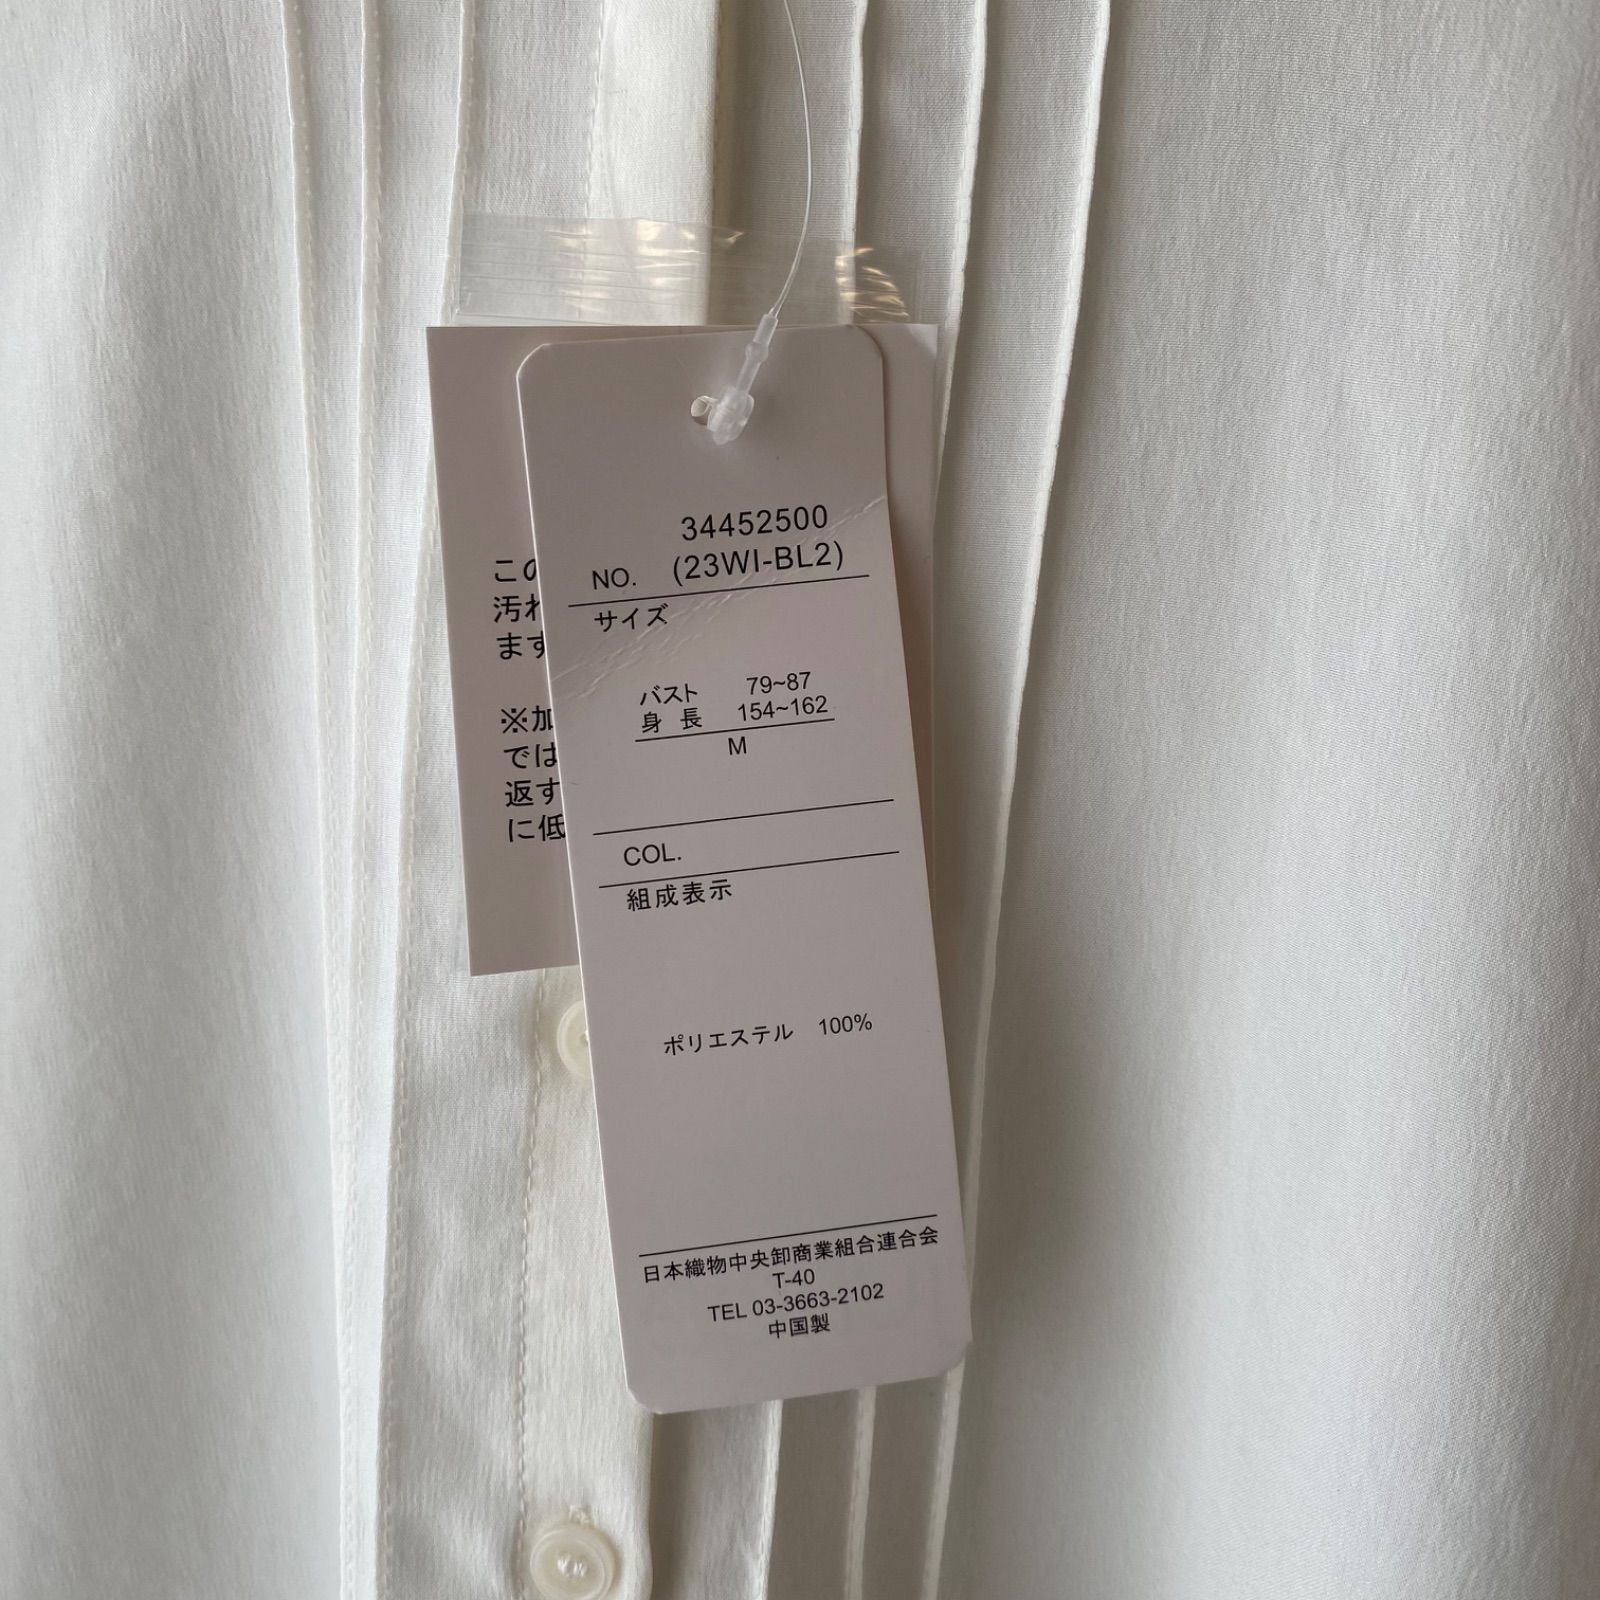 34452500
NO. (23WI-BL2)
サイズ
バスト 79~87
身長 154~162
M
COL.
組成表示
ポリエステル 100%
日本織物中央卸商業組合連合会
T-40
TEL 03-3663-2102
中国製
この
汚れ
ます
※加
では
返す
に低